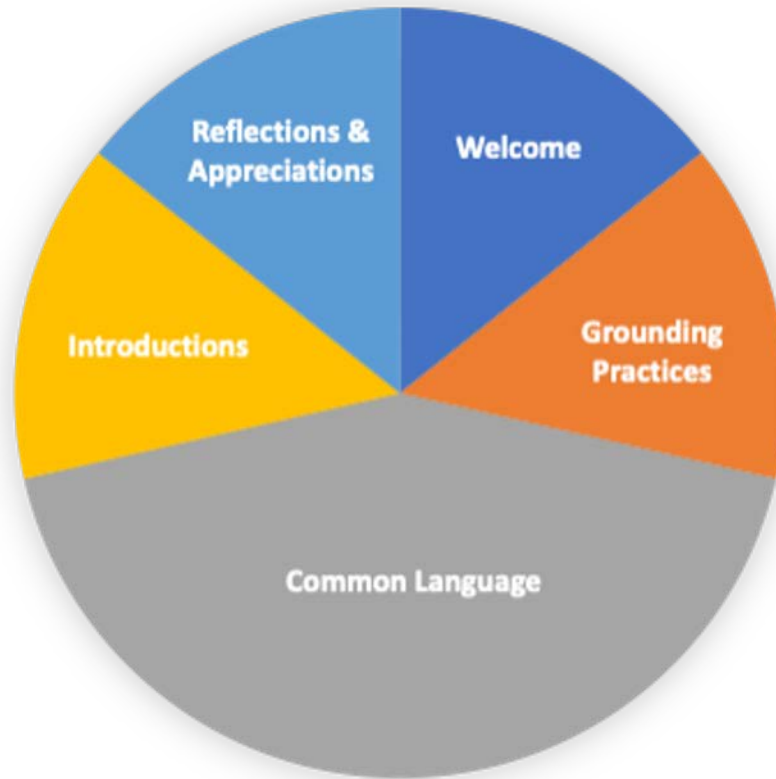 Reflections &
Appreciations
Welcome
Introductions
Grounding
Practices
Common Language